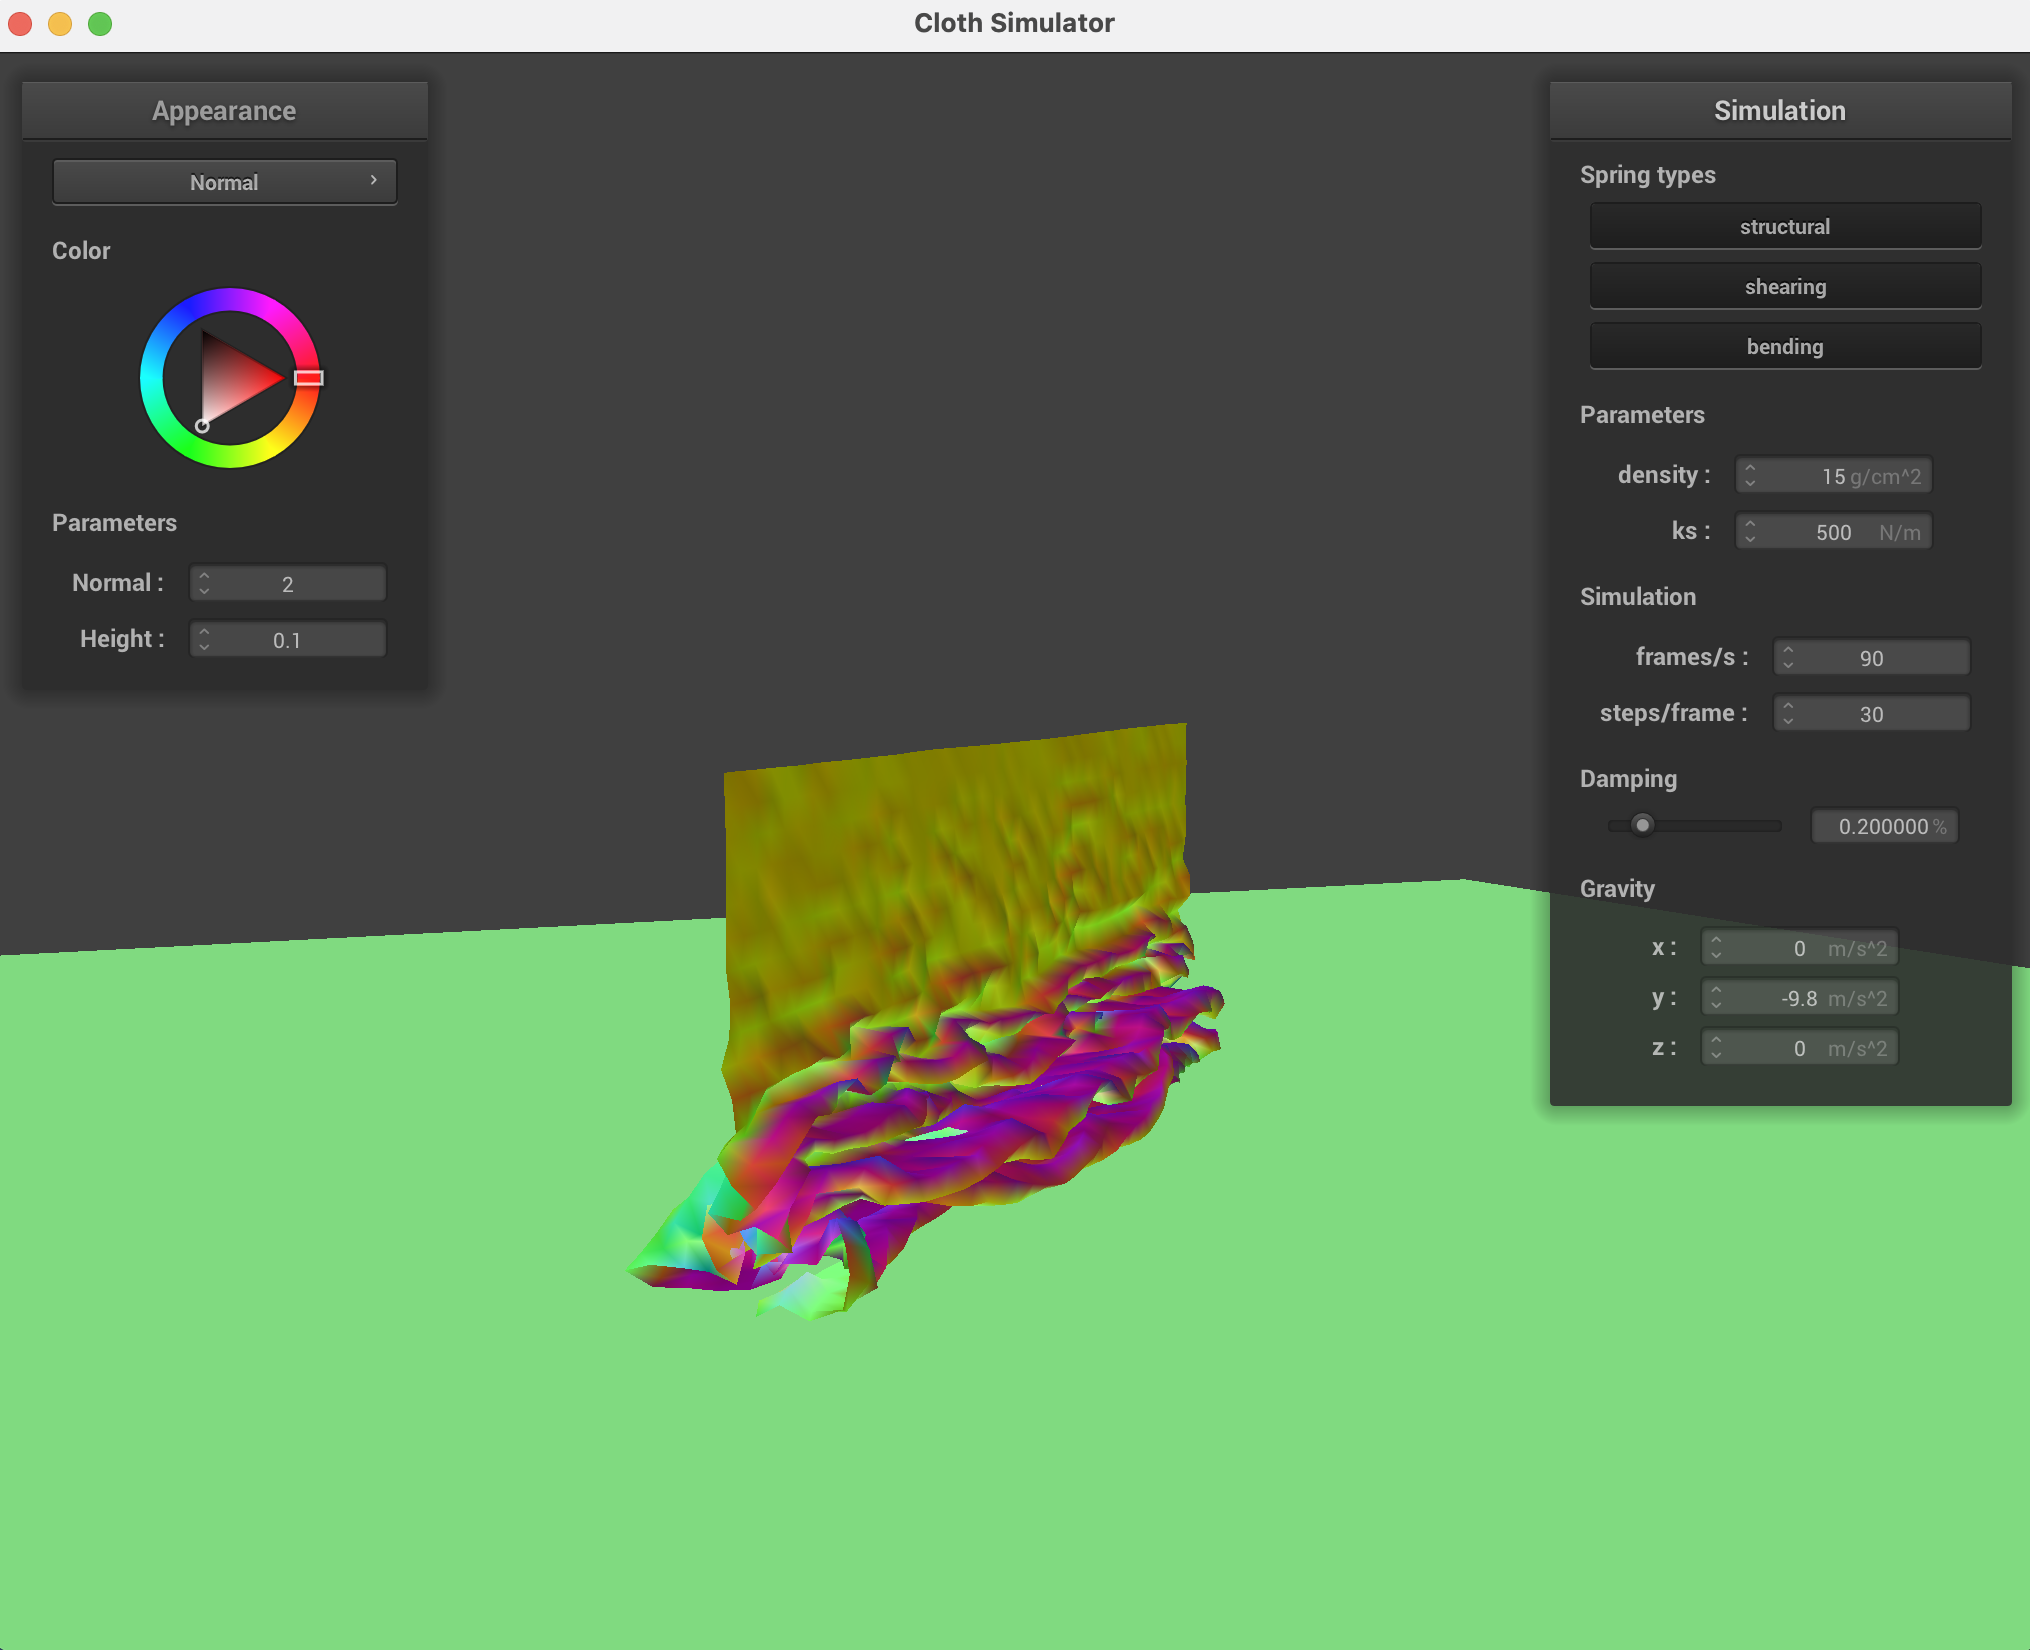 Cloth Simulator
Appearance
Normal
Color
Parameters
Normal : 2
Height : 0.1
Simulation
Spring types
structural
shearing
bending
Parameters
density : 15 g/cm^2
ks : 500 N/m
Simulation
frames/s : 90
steps/frame : 30
Damping
0.200000 %
Gravity
x : 0 m/s^2
y : -9.8 m/s^2
z : 0 m/s^2